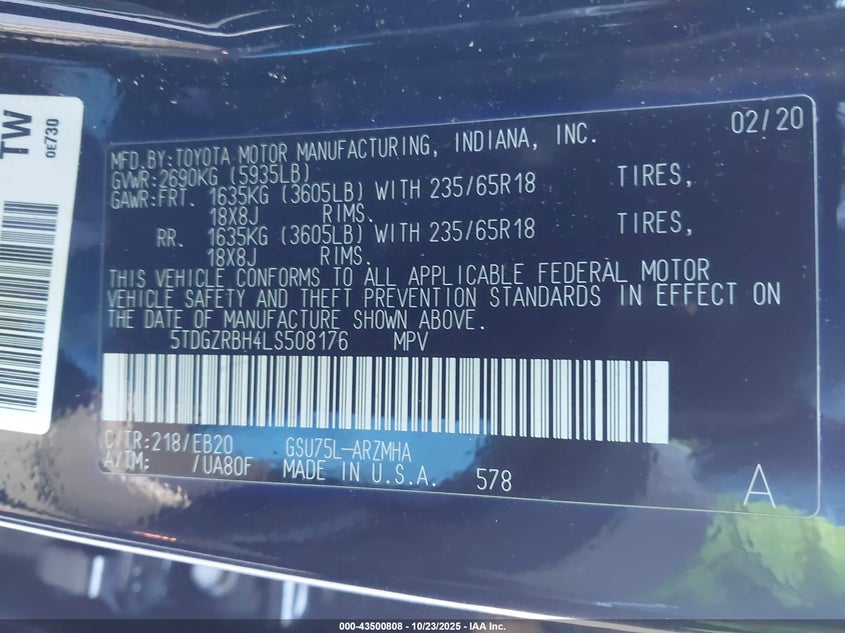 TW
0E730
02/20
MFD.BY:TOYOTA MOTOR MANUFACTURING, INDIANA, INC.
GVWR:2690KG (5935LB)
GAWR:FRT. 1635KG (3605LB) WITH 235/65R18 TIRES,
18X8J RIMS.
RR. 1635KG (3605LB) WITH 235/65R18 TIRES,
18X8J RIMS.
THIS VEHICLE CONFORMS TO ALL APPLICABLE FEDERAL MOTOR
VEHICLE SAFETY AND THEFT PREVENTION STANDARDS IN EFFECT ON
THE DATE OF MANUFACTURE SHOWN ABOVE.
5TDGZRBH4LS508176 MPV
C/TR:218/EB20 GSU75L-ARZMHA
A/TM: /UA80F MADE IN U.S.A. 578 A
000-43500808 - 10/23/2025 - IAA Inc.